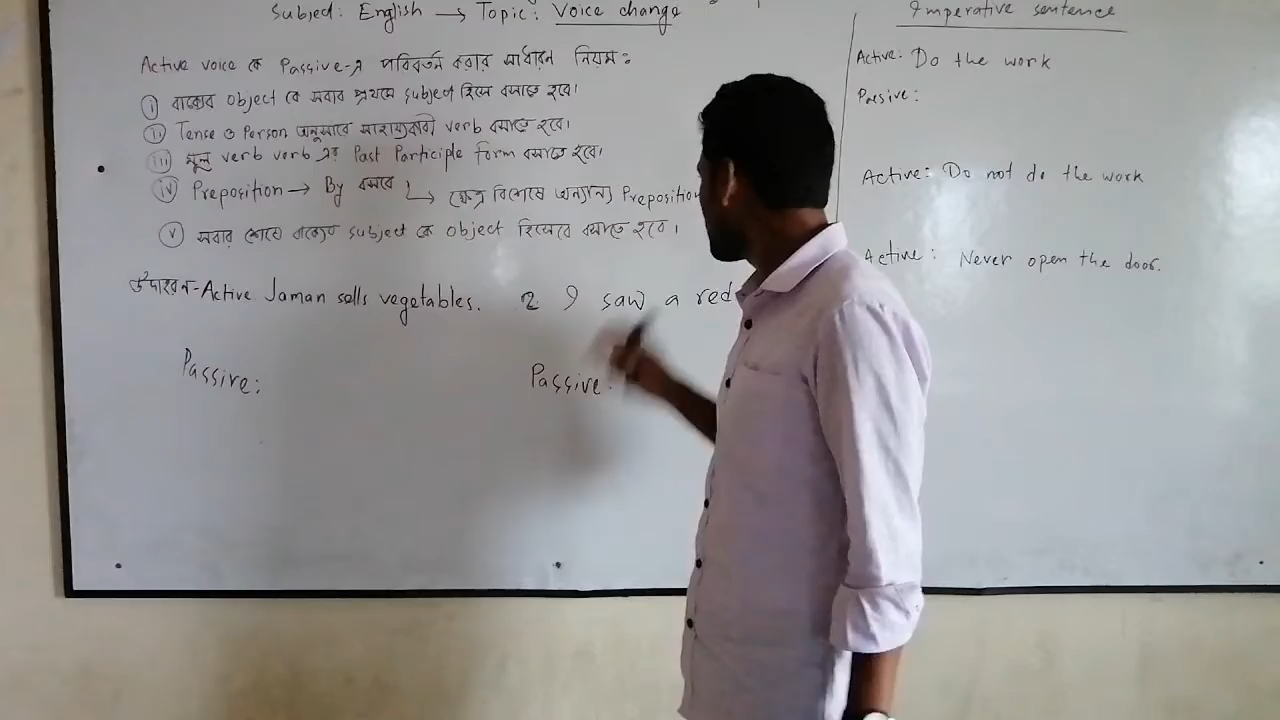 Subject: English → Topic: Voice change
Active voice কে Passive-এ পরিবর্তন করার সাধারন নিয়ম:
i) বাক্যের object কে সবার প্রথমে subject হিসে বসাতে হবে।
ii) Tense ও Person অনুসারে সাহায্যকারী verb বসাতে হবে।
iii) মূল verb verb এর Past Participle form বসাতে হবে।
iv) Preposition → By বসবে। ↳ ক্ষেত্র বিশেষে অন্যান্য Preposition
v) সবার শেষে বাক্যের subject কে object হিসেবে বসাতে হবে।
উদাহরন-Active Jaman sells vegetables. 2. I saw a red
Passive: Passive:
Imperative sentence
Active: Do the work
Passive:
Active: Do not do the work
Active: Never open the door.